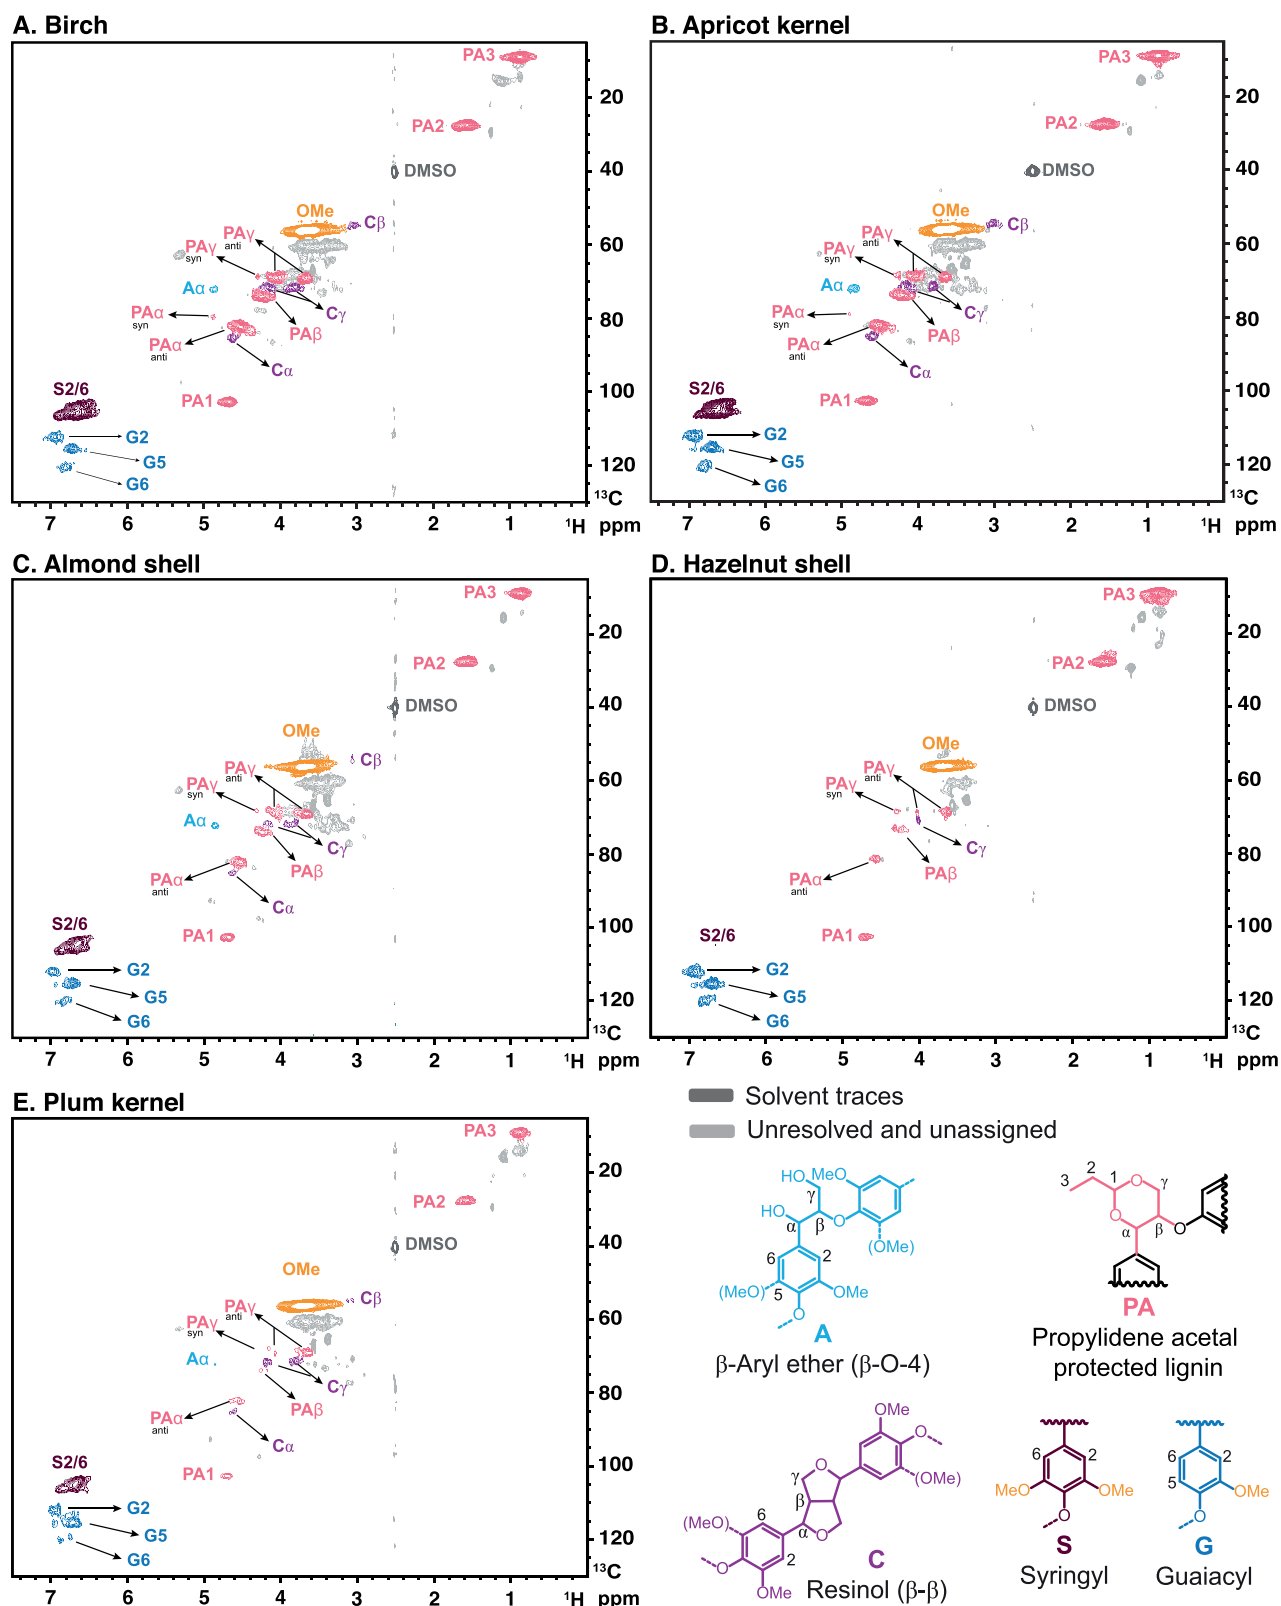 A. Birch
PA3
20
PA2
40
DMSO
OMe
Cβ
PAγ
anti
PAγ
syn
60
Aα
Cγ
PAα
syn
PAβ
80
PAα
anti
Cα
S2/6
PA1
100
G2
G5
120
G6
13C
7 6 5 4 3 2 1 1H ppm
B. Apricot kernel
PA3
20
PA2
40
DMSO
OMe
Cβ
PAγ
anti
PAγ
syn
60
Aα
Cγ
PAα
syn
PAβ
80
PAα
anti
Cα
S2/6
PA1
100
G2
G5
120
G6
13C
7 6 5 4 3 2 1 1H ppm
C. Almond shell
PA3
20
PA2
40
DMSO
OMe
Cβ
PAγ
anti
PAγ
syn
60
Aα
Cγ
80
PAβ
PAα
anti
Cα
S2/6
PA1
100
G2
G5
120
G6
13C
7 6 5 4 3 2 1 1H ppm
D. Hazelnut shell
PA3
20
PA2
40
DMSO
OMe
PAγ
anti
PAγ
syn
60
Cγ
80
PAβ
PAα
anti
S2/6
PA1
100
G2
G5
120
G6
13C
7 6 5 4 3 2 1 1H ppm
E. Plum kernel
PA3
20
PA2
40
DMSO
OMe
Cβ
PAγ
anti
PAγ
syn
60
Aα
Cγ
80
PAβ
PAα
anti
Cα
S2/6
PA1
100
G2
G5
120
G6
13C
7 6 5 4 3 2 1 1H ppm
Solvent traces
Unresolved and unassigned
HO MeO
γ
HO
α β O
6 2 O
(OMe)
(MeO) 5 OMe
O
A
β-Aryl ether (β-O-4)
3 2 1 O γ
O
α β O
PA
Propylidene acetal
protected lignin
OMe
O
O
γ (OMe)
β
(MeO) 6
α O
O 2
OMe
C
Resinol (β-β)
6 2
MeO OMe
O
S
Syringyl
6 2
5 OMe
O
G
Guaiacyl